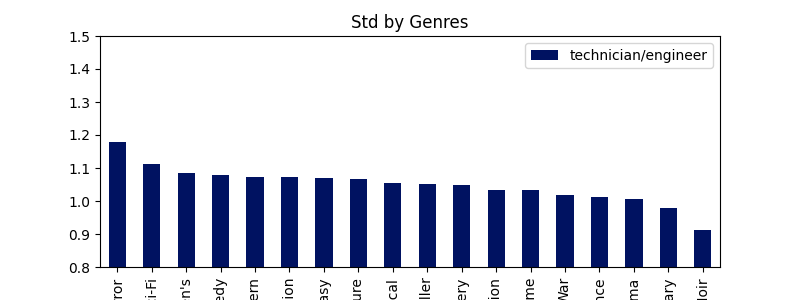 Std by Genres
technician/engineer
1.5
1.4
1.3
1.2
1.1
1.0
0.9
0.8
ror
i-Fi
n's
edy
ern
ion
asy
ure
cal
ller
ery
ion
me
War
nce
ma
ary
oir